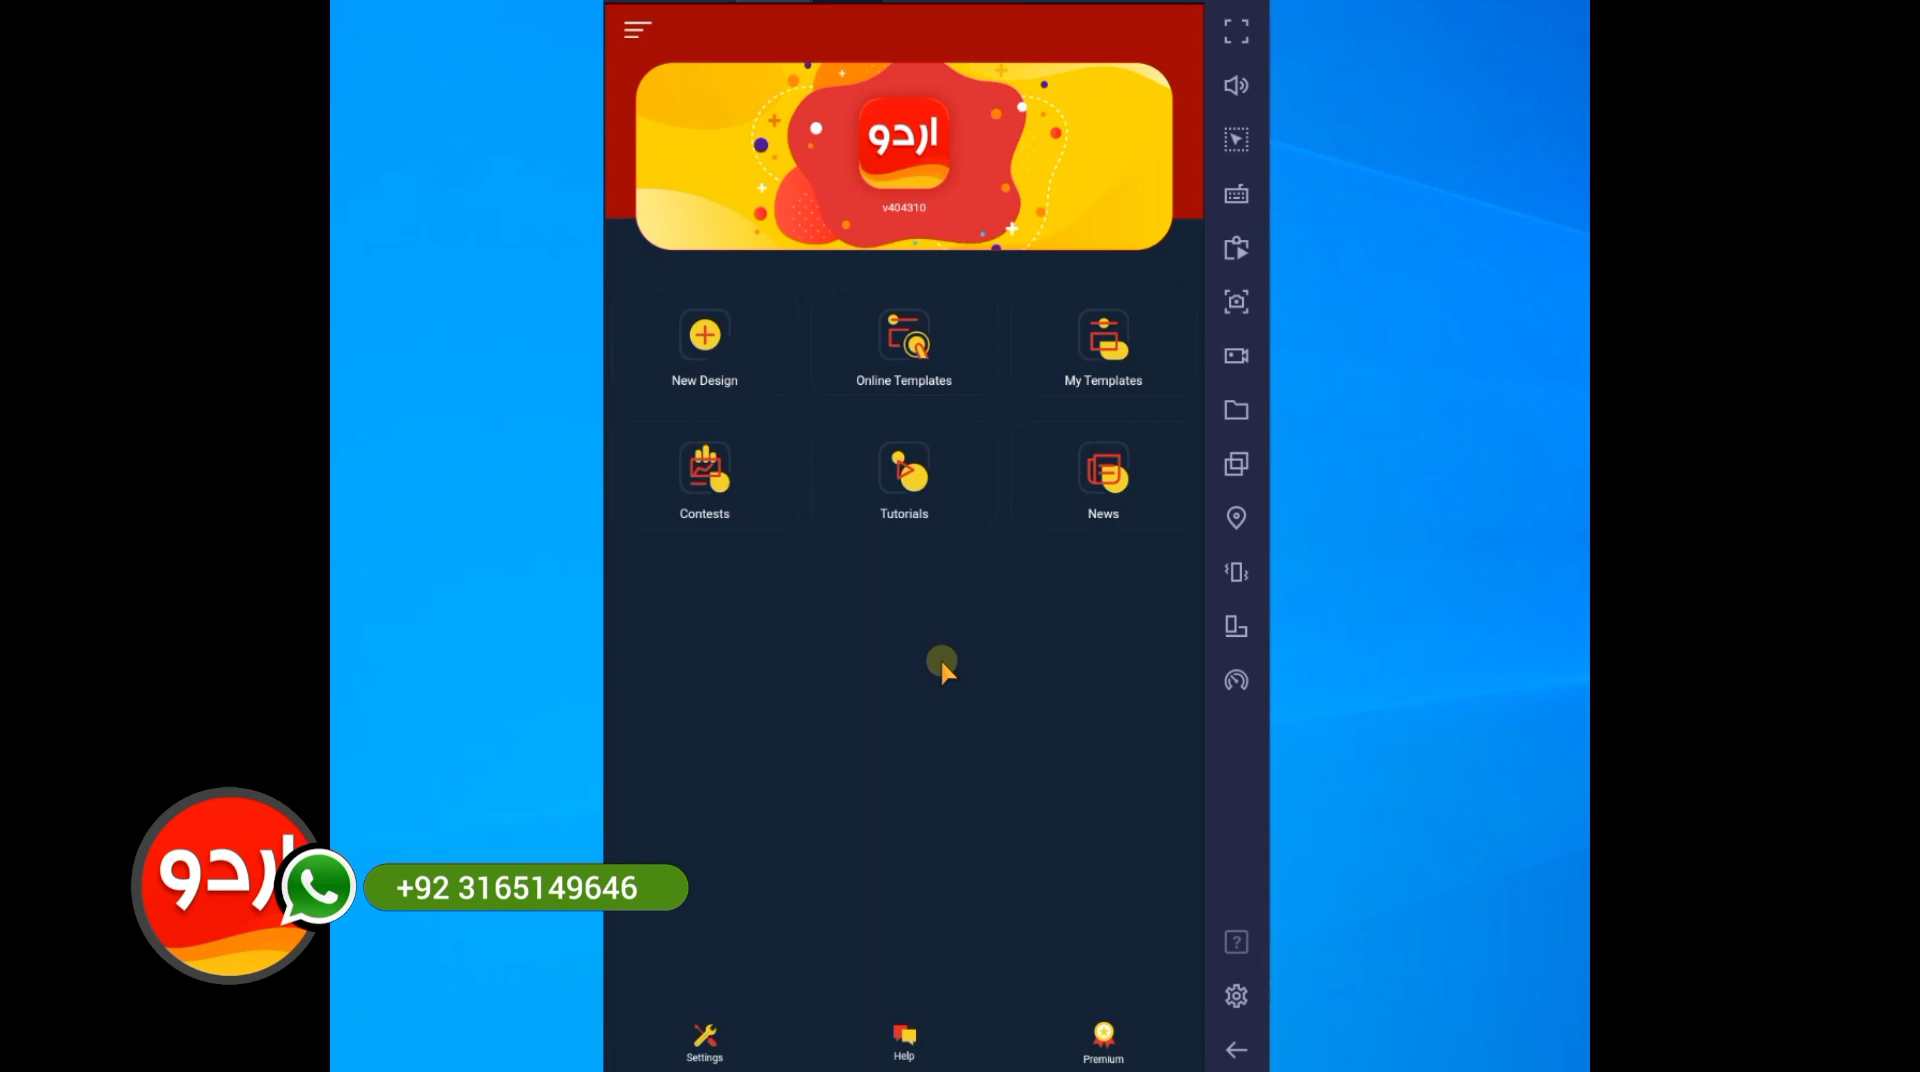 اردو
v404310
New Design
Online Templates
My Templates
Contests
Tutorials
News
اردو
+92 3165149646
Settings
Help
Premium